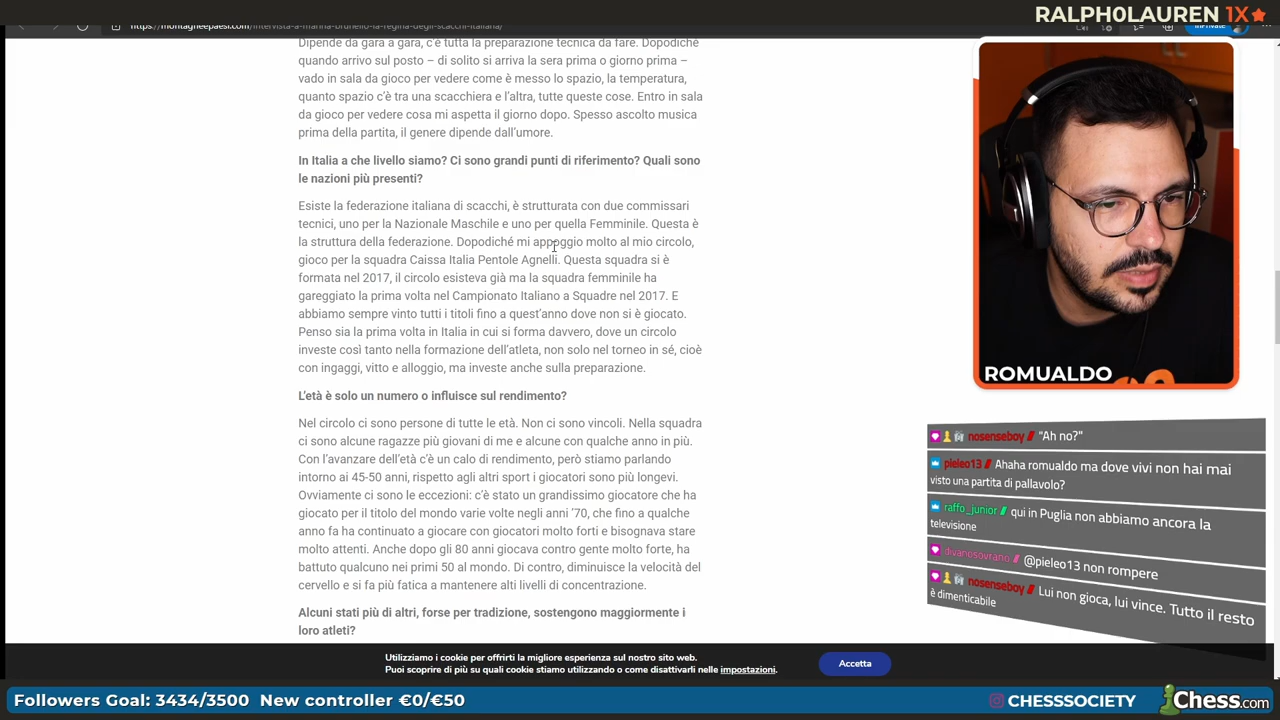 RALPH0LAUREN 1X
https://montagneepaesi.com/intervista-a-marina-brunello-la-regina-degli-scacchi-italiana/
InPrivate
Dipende da gara a gara, c'è tutta la preparazione tecnica da fare. Dopodiché
quando arrivo sul posto – di solito si arriva la sera prima o giorno prima –
vado in sala da gioco per vedere come è messo lo spazio, la temperatura,
quanto spazio c'è tra una scacchiera e l'altra, tutte queste cose. Entro in sala
da gioco per vedere cosa mi aspetta il giorno dopo. Spesso ascolto musica
prima della partita, il genere dipende dall'umore.
In Italia a che livello siamo? Ci sono grandi punti di riferimento? Quali sono
le nazioni più presenti?
Esiste la federazione italiana di scacchi, è strutturata con due commissari
tecnici, uno per la Nazionale Maschile e uno per quella Femminile. Questa è
la struttura della federazione. Dopodiché mi appoggio molto al mio circolo,
gioco per la squadra Caissa Italia Pentole Agnelli. Questa squadra si è
formata nel 2017, il circolo esisteva già ma la squadra femminile ha
gareggiato la prima volta nel Campionato Italiano a Squadre nel 2017. E
abbiamo sempre vinto tutti i titoli fino a quest'anno dove non si è giocato.
Penso sia la prima volta in Italia in cui si forma davvero, dove un circolo
investe così tanto nella formazione dell'atleta, non solo nel torneo in sé, cioè
con ingaggi, vitto e alloggio, ma investe anche sulla preparazione.
L'età è solo un numero o influisce sul rendimento?
Nel circolo ci sono persone di tutte le età. Non ci sono vincoli. Nella squadra
ci sono alcune ragazze più giovani di me e alcune con qualche anno in più.
Con l'avanzare dell'età c'è un calo di rendimento, però stiamo parlando
intorno ai 45-50 anni, rispetto agli altri sport i giocatori sono più longevi.
Ovviamente ci sono le eccezioni: c'è stato un grandissimo giocatore che ha
giocato per il titolo del mondo varie volte negli anni '70, che fino a qualche
anno fa ha continuato a giocare con giocatori molto forti e bisognava stare
molto attenti. Anche dopo gli 80 anni giocava contro gente molto forte, ha
battuto qualcuno nei primi 50 al mondo. Di contro, diminuisce la velocità del
cervello e si fa più fatica a mantenere alti livelli di concentrazione.
Alcuni stati più di altri, forse per tradizione, sostengono maggiormente i
loro atleti?
Utilizziamo i cookie per offrirti la migliore esperienza sul nostro sito web.
Puoi scoprire di più su quali cookie stiamo utilizzando o come disattivarli nelle impostazioni.
Accetta
ROMUALDO
nosenseboy // "Ah no?"
pieleo13 // Ahaha romualdo ma dove vivi non hai mai
visto una partita di pallavolo?
raffo_junior // qui in Puglia non abbiamo ancora la
televisione
divanosovrano // @pieleo13 non rompere
nosenseboy // Lui non gioca, lui vince. Tutto il resto
è dimenticabile
Followers Goal: 3434/3500 New controller €0/€50
CHESSSOCIETY
Chess.com